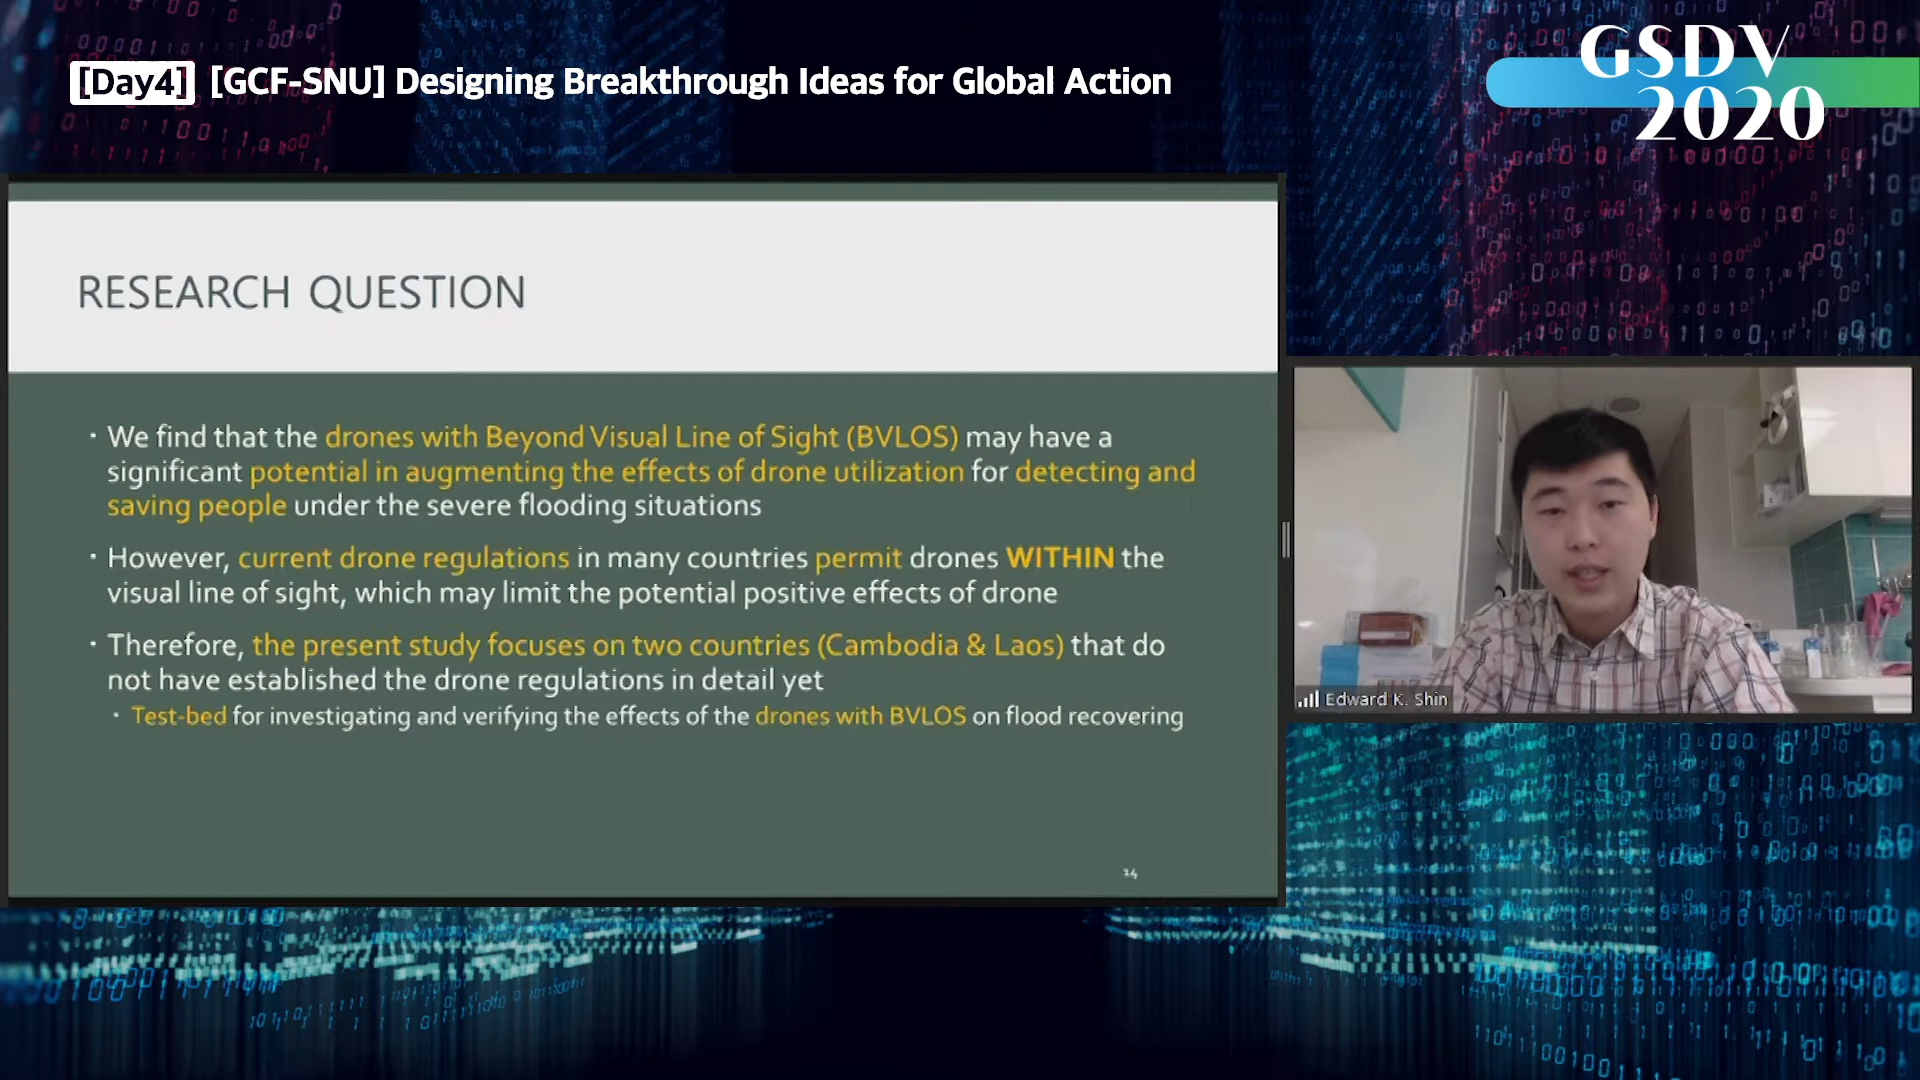 [Day4] [GCF-SNU] Designing Breakthrough Ideas for Global Action
GSDV
2020
RESEARCH QUESTION
· We find that the drones with Beyond Visual Line of Sight (BVLOS) may have a
significant potential in augmenting the effects of drone utilization for detecting and
saving people under the severe flooding situations
· However, current drone regulations in many countries permit drones WITHIN the
visual line of sight, which may limit the potential positive effects of drone
· Therefore, the present study focuses on two countries (Cambodia & Laos) that do
not have established the drone regulations in detail yet
· Test-bed for investigating and verifying the effects of the drones with BVLOS on flood recovering
14
Edward K. Shin